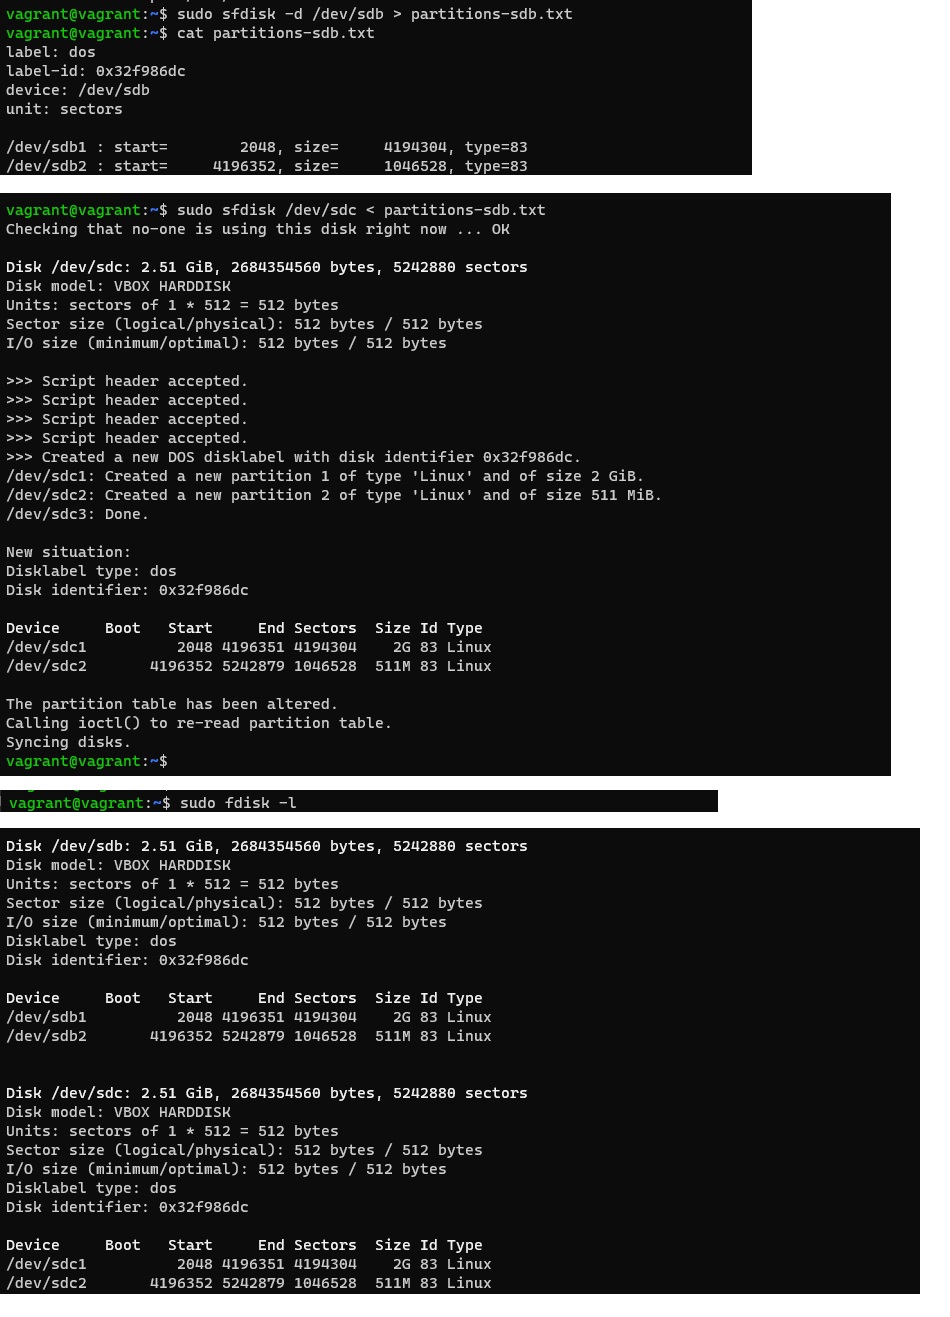 vagrant@vagrant:~$ sudo sfdisk -d /dev/sdb > partitions-sdb.txt
vagrant@vagrant:~$ cat partitions-sdb.txt
label: dos
label-id: 0x32f986dc
device: /dev/sdb
unit: sectors
/dev/sdb1 : start=        2048, size=     4194304, type=83
/dev/sdb2 : start=     4196352, size=     1046528, type=83
vagrant@vagrant:~$ sudo sfdisk /dev/sdc < partitions-sdb.txt
Checking that no-one is using this disk right now ... OK
Disk /dev/sdc: 2.51 GiB, 2684354560 bytes, 5242880 sectors
Disk model: VBOX HARDDISK
Units: sectors of 1 * 512 = 512 bytes
Sector size (logical/physical): 512 bytes / 512 bytes
I/O size (minimum/optimal): 512 bytes / 512 bytes
>>> Script header accepted.
>>> Script header accepted.
>>> Script header accepted.
>>> Script header accepted.
>>> Created a new DOS disklabel with disk identifier 0x32f986dc.
/dev/sdc1: Created a new partition 1 of type 'Linux' and of size 2 GiB.
/dev/sdc2: Created a new partition 2 of type 'Linux' and of size 511 MiB.
/dev/sdc3: Done.
New situation:
Disklabel type: dos
Disk identifier: 0x32f986dc
Device     Boot   Start     End Sectors  Size Id Type
/dev/sdc1          2048 4196351 4194304    2G 83 Linux
/dev/sdc2       4196352 5242879 1046528  511M 83 Linux
The partition table has been altered.
Calling ioctl() to re-read partition table.
Syncing disks.
vagrant@vagrant:~$
vagrant@vagrant:~$ sudo fdisk -l
Disk /dev/sdb: 2.51 GiB, 2684354560 bytes, 5242880 sectors
Disk model: VBOX HARDDISK
Units: sectors of 1 * 512 = 512 bytes
Sector size (logical/physical): 512 bytes / 512 bytes
I/O size (minimum/optimal): 512 bytes / 512 bytes
Disklabel type: dos
Disk identifier: 0x32f986dc
Device     Boot   Start     End Sectors  Size Id Type
/dev/sdb1          2048 4196351 4194304    2G 83 Linux
/dev/sdb2       4196352 5242879 1046528  511M 83 Linux
Disk /dev/sdc: 2.51 GiB, 2684354560 bytes, 5242880 sectors
Disk model: VBOX HARDDISK
Units: sectors of 1 * 512 = 512 bytes
Sector size (logical/physical): 512 bytes / 512 bytes
I/O size (minimum/optimal): 512 bytes / 512 bytes
Disklabel type: dos
Disk identifier: 0x32f986dc
Device     Boot   Start     End Sectors  Size Id Type
/dev/sdc1          2048 4196351 4194304    2G 83 Linux
/dev/sdc2       4196352 5242879 1046528  511M 83 Linux